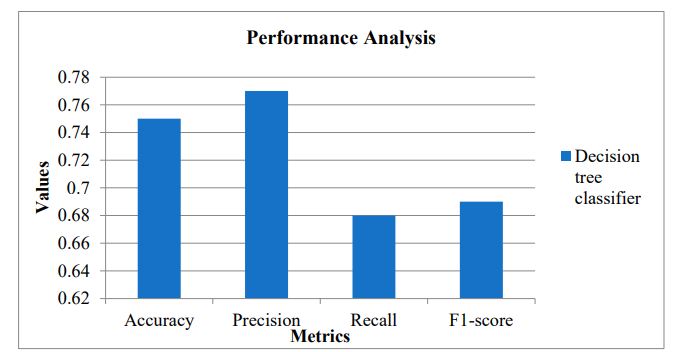 Performance Analysis
0.78
0.76
0.74
0.72
0.7
0.68
0.66
0.64
0.62
Values
Accuracy
Precision
Recall
F1-score
Metrics
Decision
tree
classifier